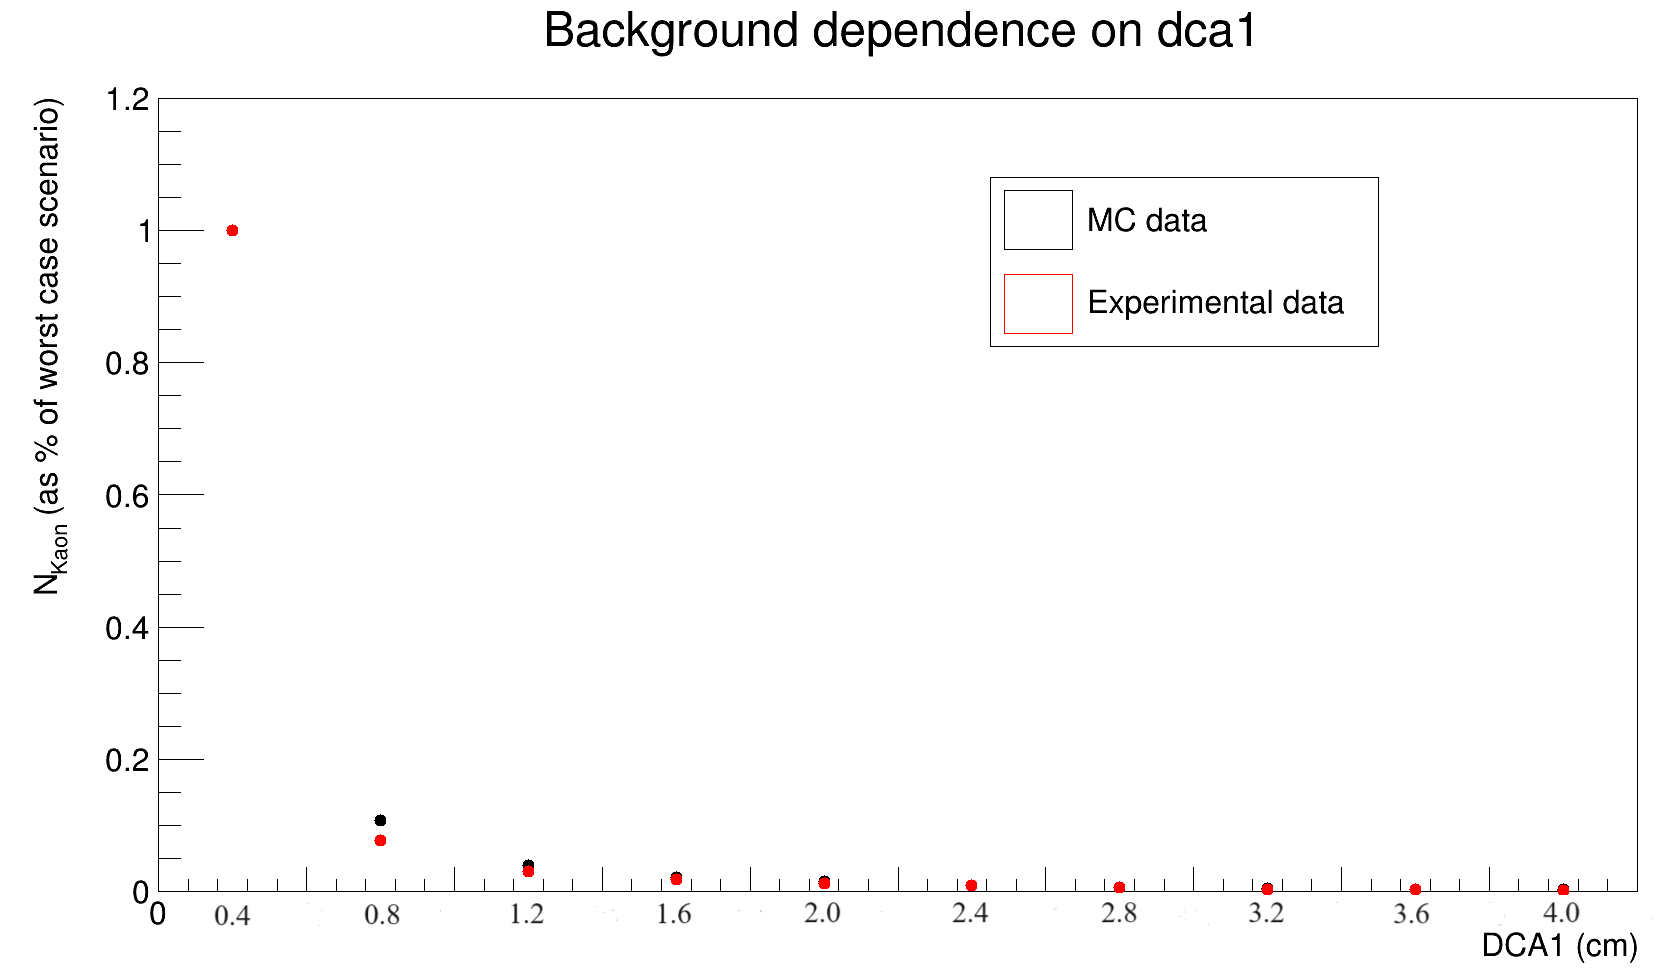 Background dependence on dca1
N_Kaon (as % of worst case scenario)
1.2
1
0.8
0.6
0.4
0.2
0
MC data
Experimental data
0 0.4 0.8 1.2 1.6 2.0 2.4 2.8 3.2 3.6 4.0
DCA1 (cm)